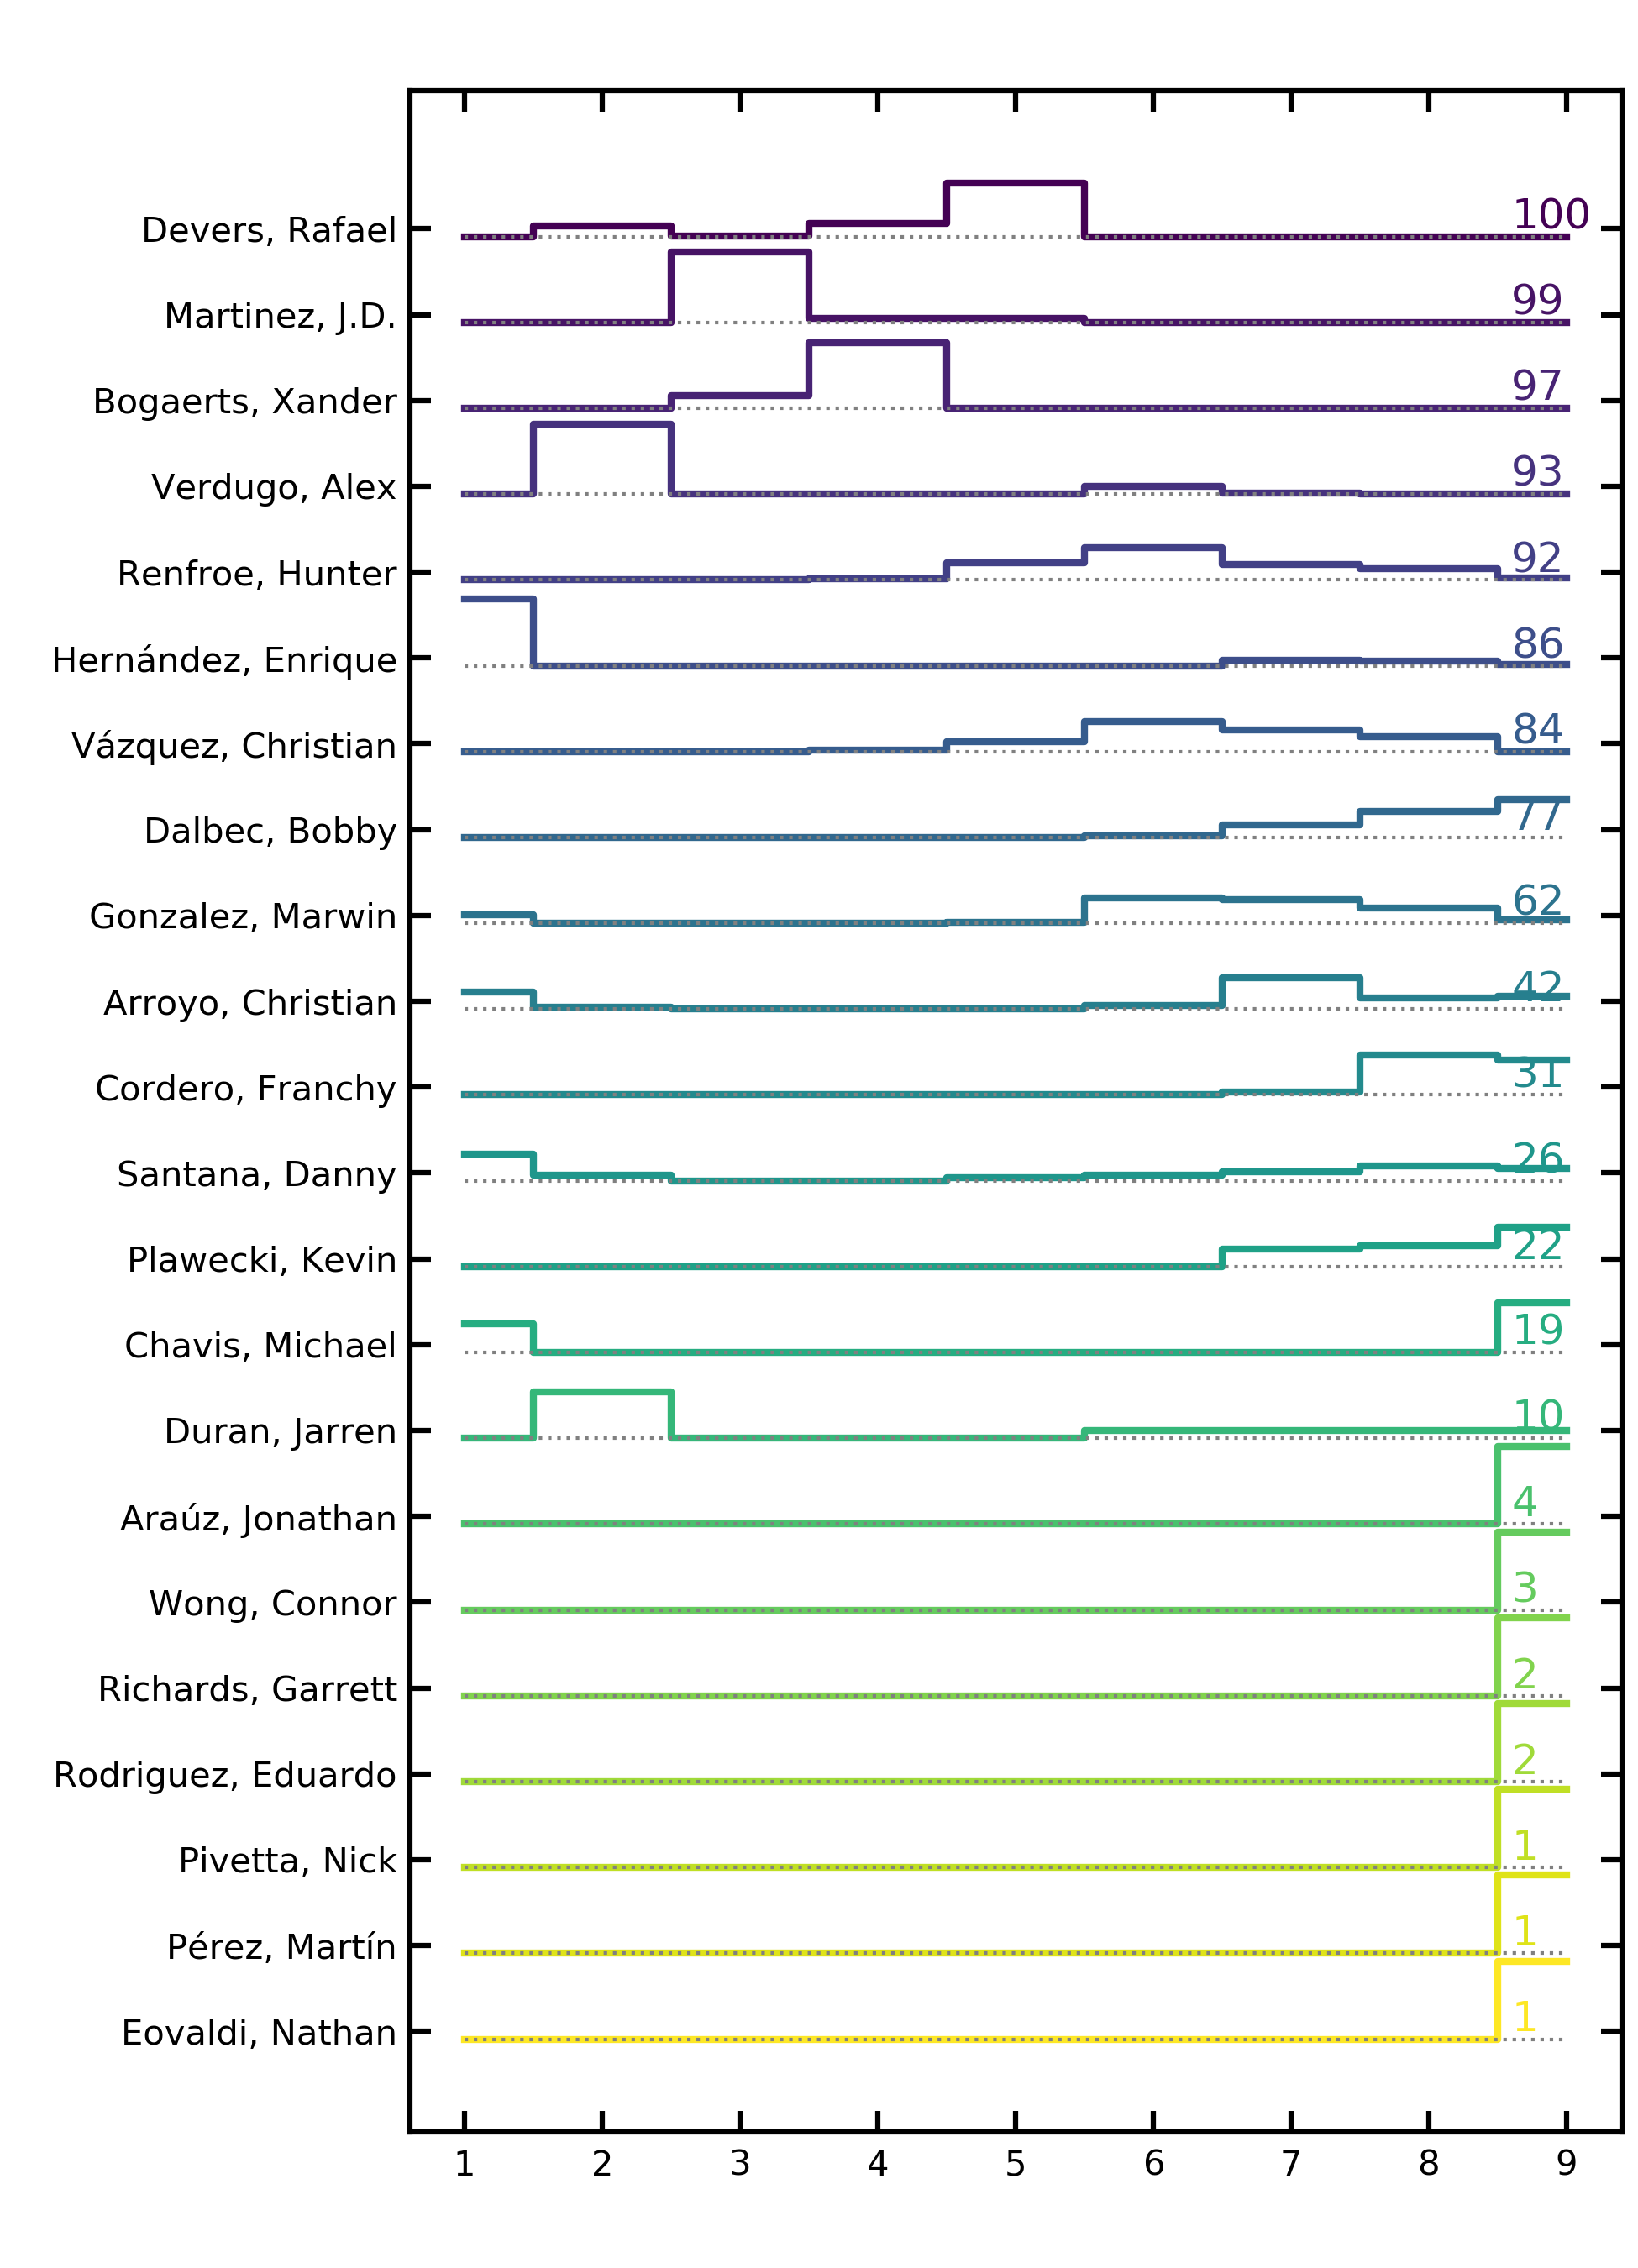 Devers, Rafael 100
Martinez, J.D. 99
Bogaerts, Xander 97
Verdugo, Alex 93
Renfroe, Hunter 92
Hernández, Enrique 86
Vázquez, Christian 84
Dalbec, Bobby 77
Gonzalez, Marwin 62
Arroyo, Christian 42
Cordero, Franchy 31
Santana, Danny 26
Plawecki, Kevin 22
Chavis, Michael 19
Duran, Jarren 10
Araúz, Jonathan 4
Wong, Connor 3
Richards, Garrett 2
Rodriguez, Eduardo 2
Pivetta, Nick 1
Pérez, Martín 1
Eovaldi, Nathan 1
1 2 3 4 5 6 7 8 9